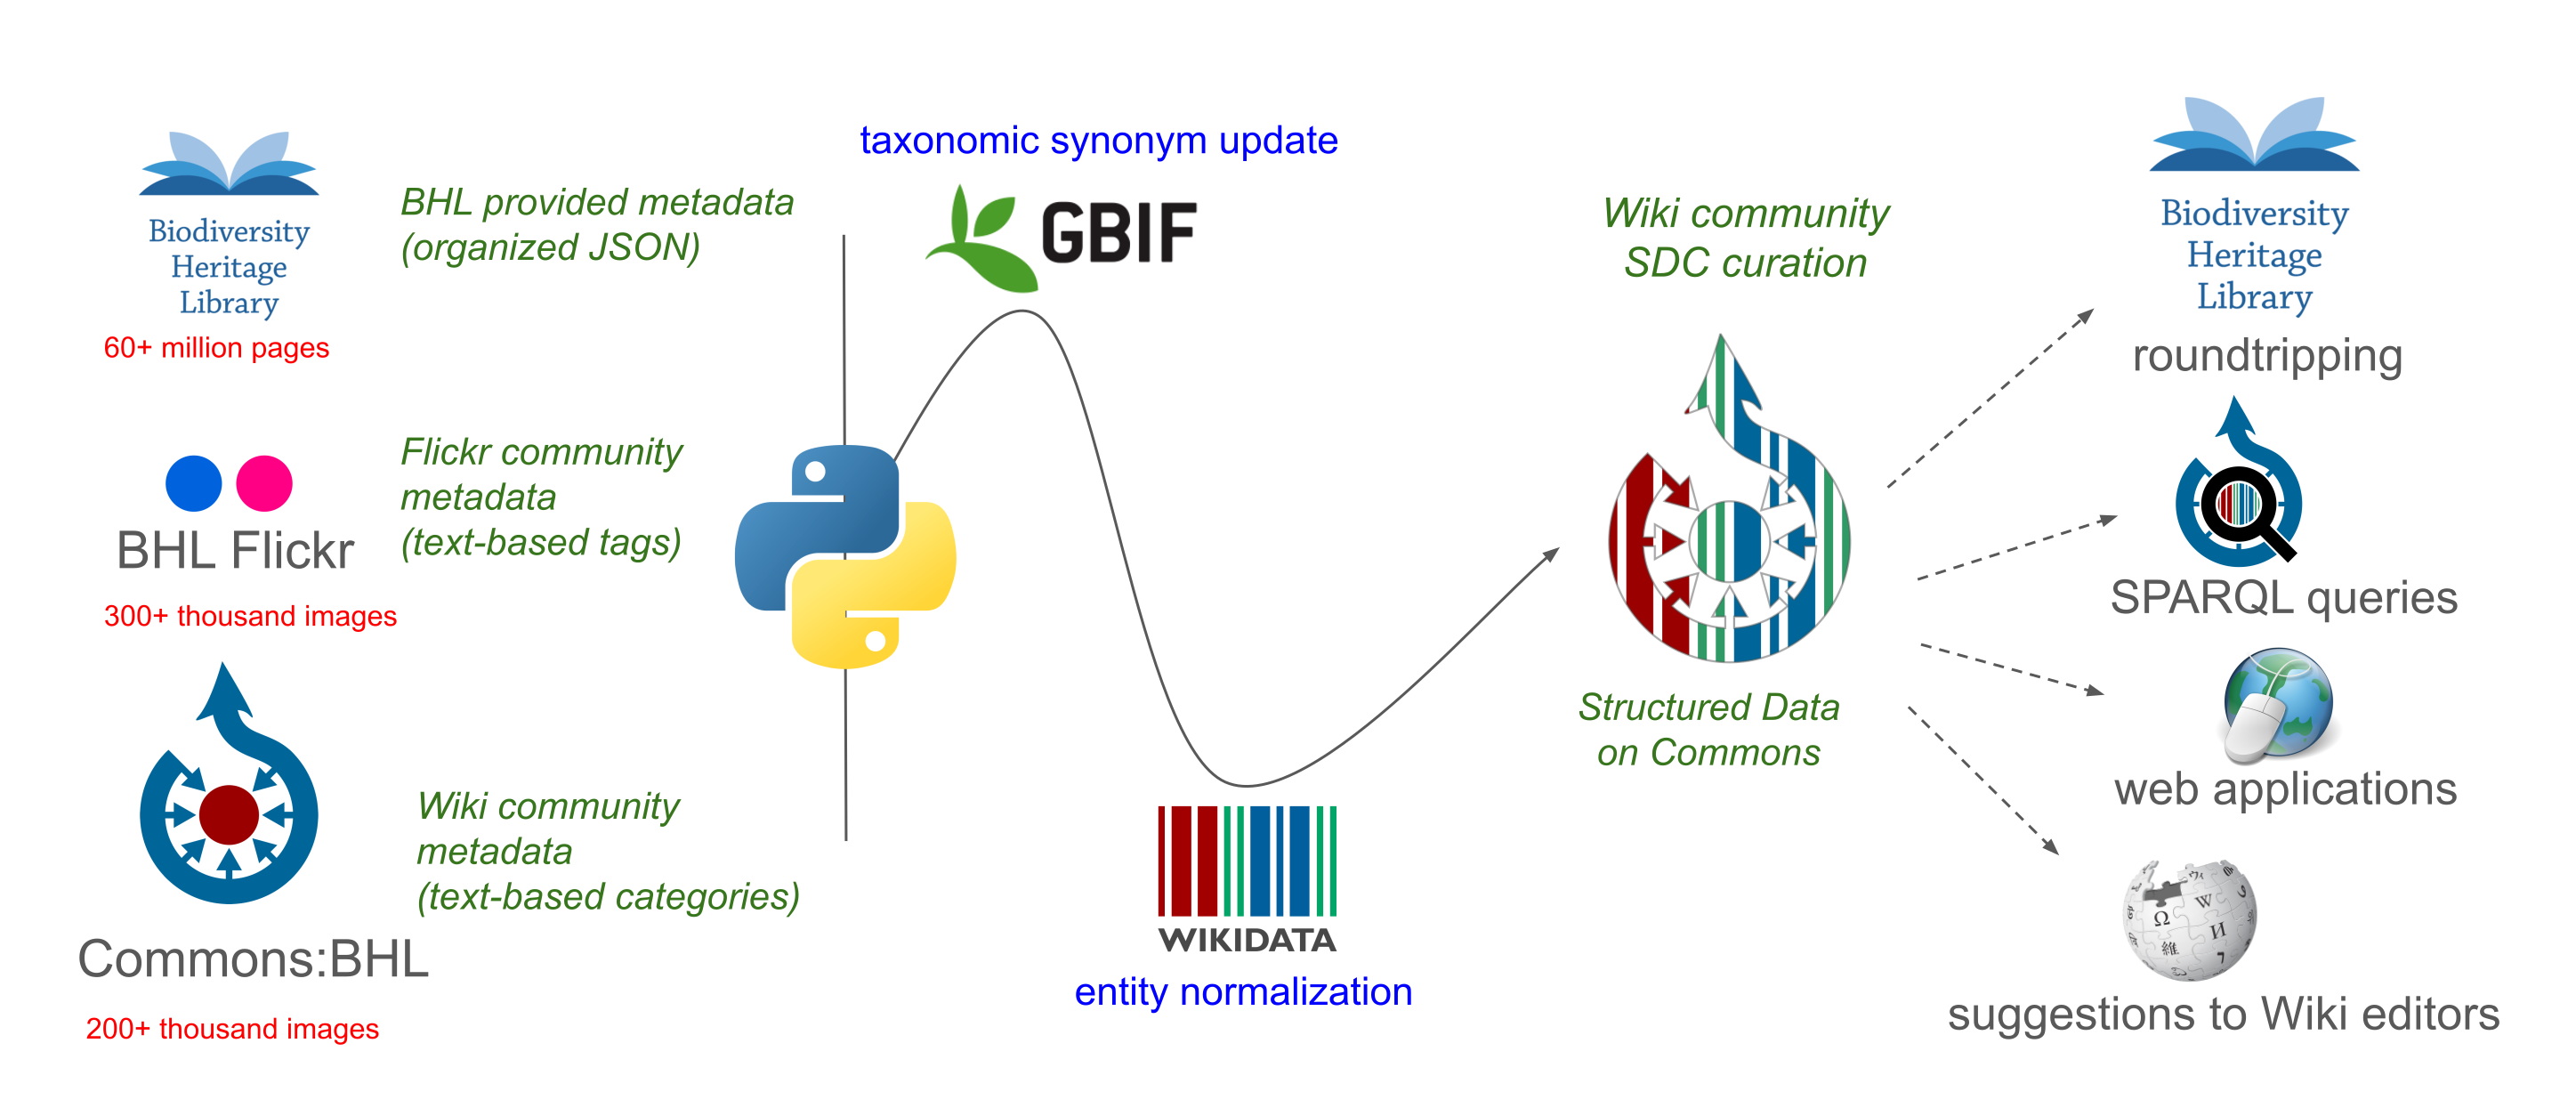 Biodiversity
Heritage
Library
60+ million pages
BHL provided metadata
(organized JSON)
BHL Flickr
300+ thousand images
Flickr community
metadata
(text-based tags)
Commons:BHL
200+ thousand images
Wiki community
metadata
(text-based categories)
taxonomic synonym update
GBIF
WIKIDATA
entity normalization
Wiki community
SDC curation
Structured Data
on Commons
Biodiversity
Heritage
Library
roundtripping
SPARQL queries
web applications
Ω
W
И
維
suggestions to Wiki editors